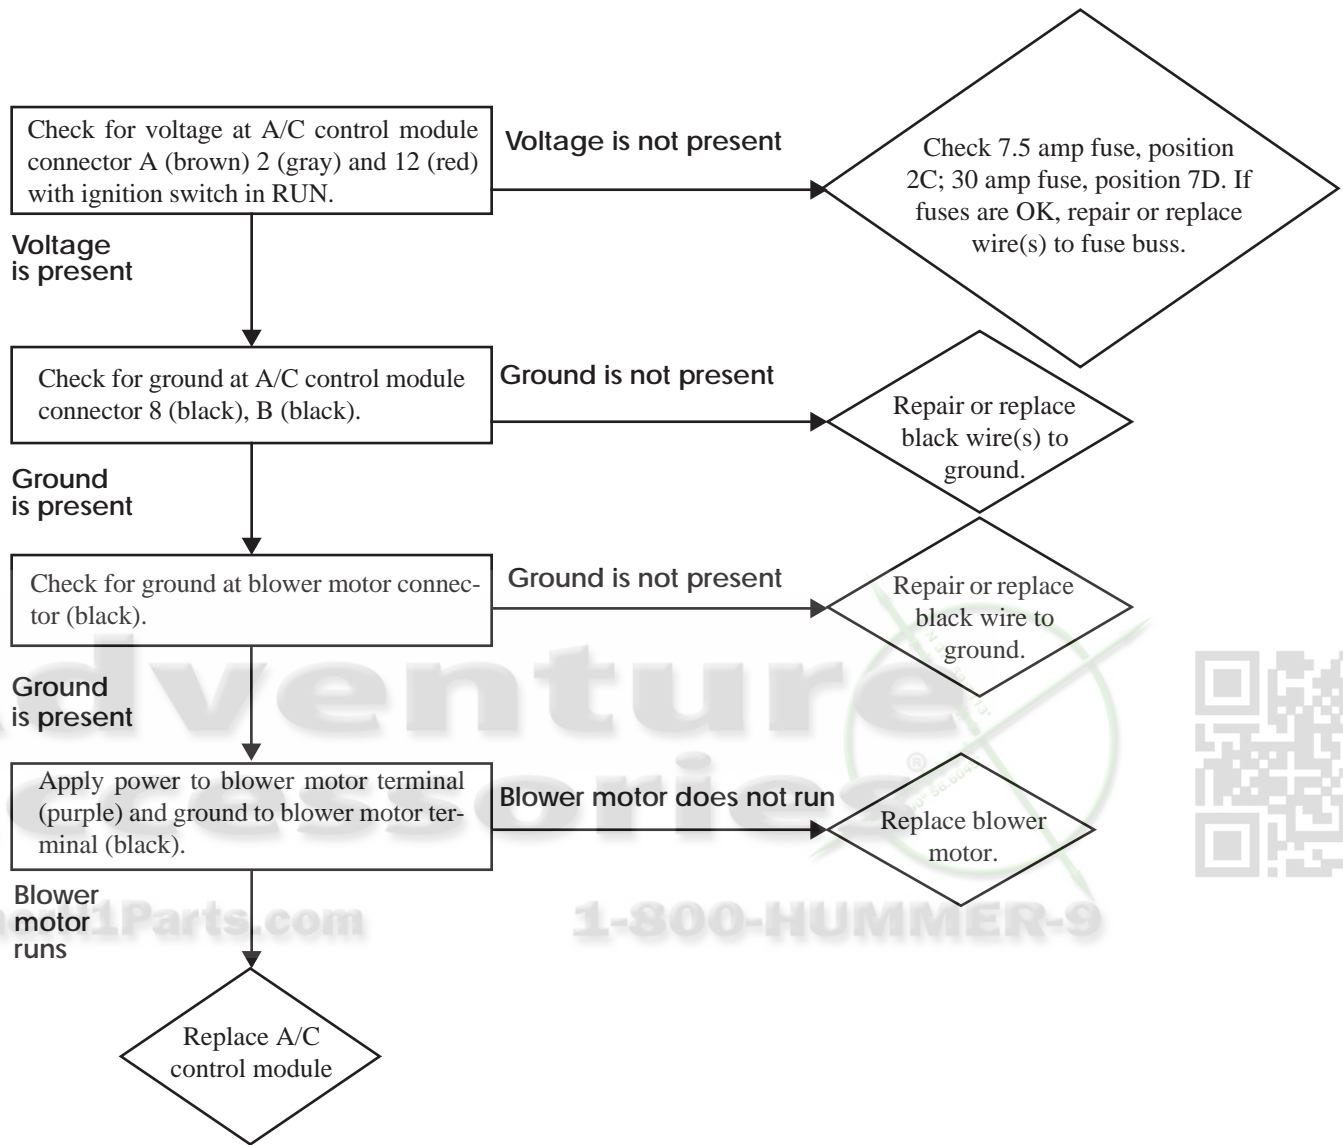 Check for voltage at A/C control module
connector A (brown) 2 (gray) and 12 (red)
with ignition switch in RUN.
Voltage is not present
Check 7.5 amp fuse, position
2C; 30 amp fuse, position 7D. If
fuses are OK, repair or replace
wire(s) to fuse buss.
Voltage
is present
Check for ground at A/C control module
connector 8 (black), B (black).
Ground is not present
Repair or replace
black wire(s) to
ground.
Ground
is present
Check for ground at blower motor connec-
tor (black).
Ground is not present
Repair or replace
black wire to
ground.
Ground
is present
dventure
Apply power to blower motor terminal
(purple) and ground to blower motor ter-
minal (black).
Blower motor does not run
Replace blower
motor.
ccessories®
Blower
motor
runs
H1Parts.com
1-800-HUMMER-9
Replace A/C
control module